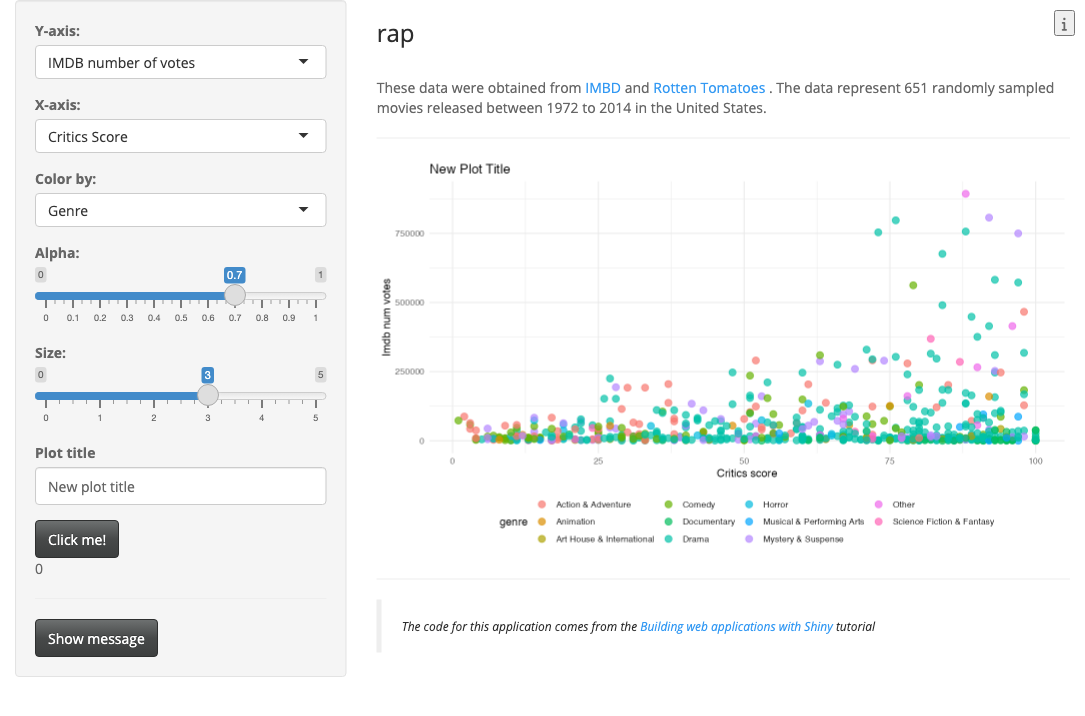 Y-axis:
IMDB number of votes
X-axis:
Critics Score
Color by:
Genre
Alpha:
0 0.7 1
0 0.1 0.2 0.3 0.4 0.5 0.6 0.7 0.8 0.9 1
Size:
0 3 5
0 1 2 3 4 5
Plot title
New plot title
Click me!
0
Show message
rap
i
These data were obtained from IMBD and Rotten Tomatoes . The data represent 651 randomly sampled
movies released between 1972 to 2014 in the United States.
New Plot Title
Imdb num votes
750000
500000
250000
0
0 25 50 75 100
Critics score
genre
Action & Adventure
Animation
Art House & International
Comedy
Documentary
Drama
Horror
Musical & Performing Arts
Mystery & Suspense
Other
Science Fiction & Fantasy
The code for this application comes from the Building web applications with Shiny tutorial